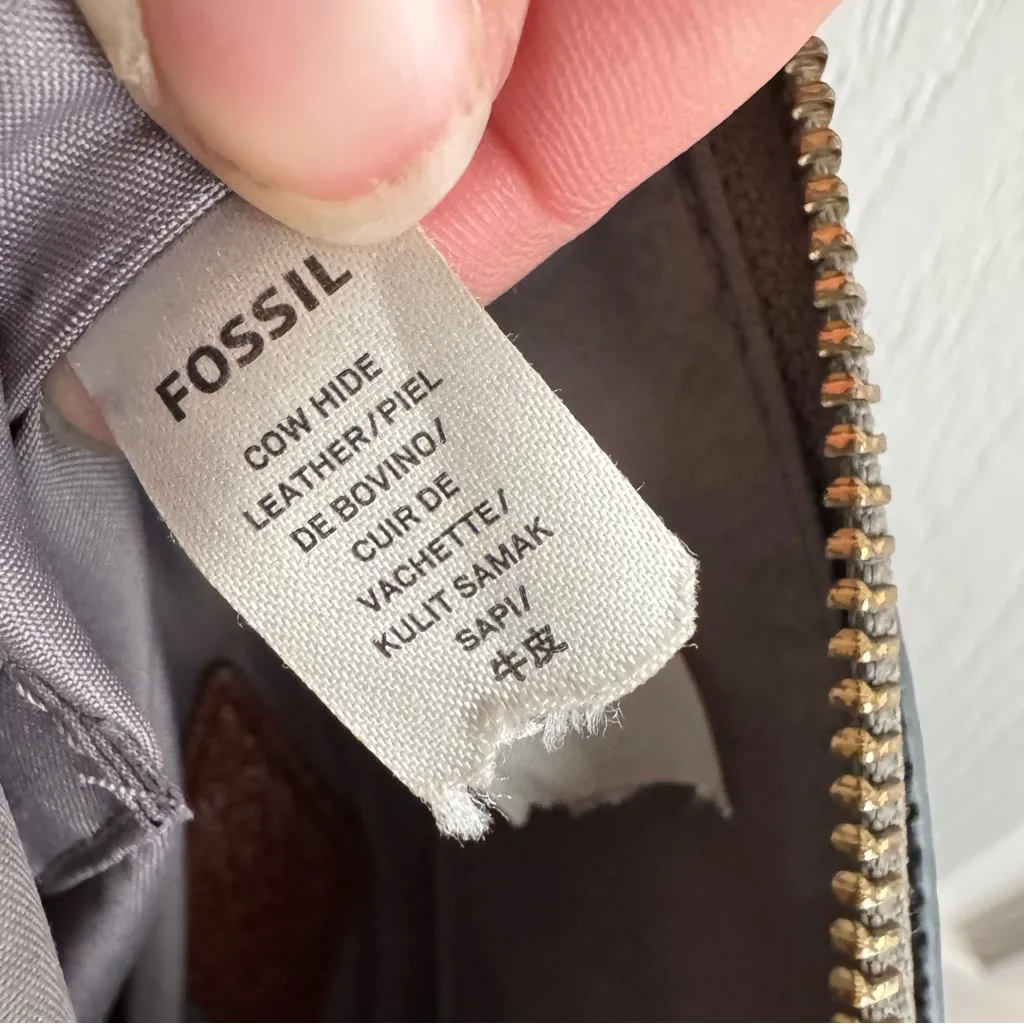 FOSSIL
COW HIDE
LEATHER/PIEL
DE BOVINO/
CUIR DE
VACHETTE/
KULIT SAMAK
SAPI/
牛皮